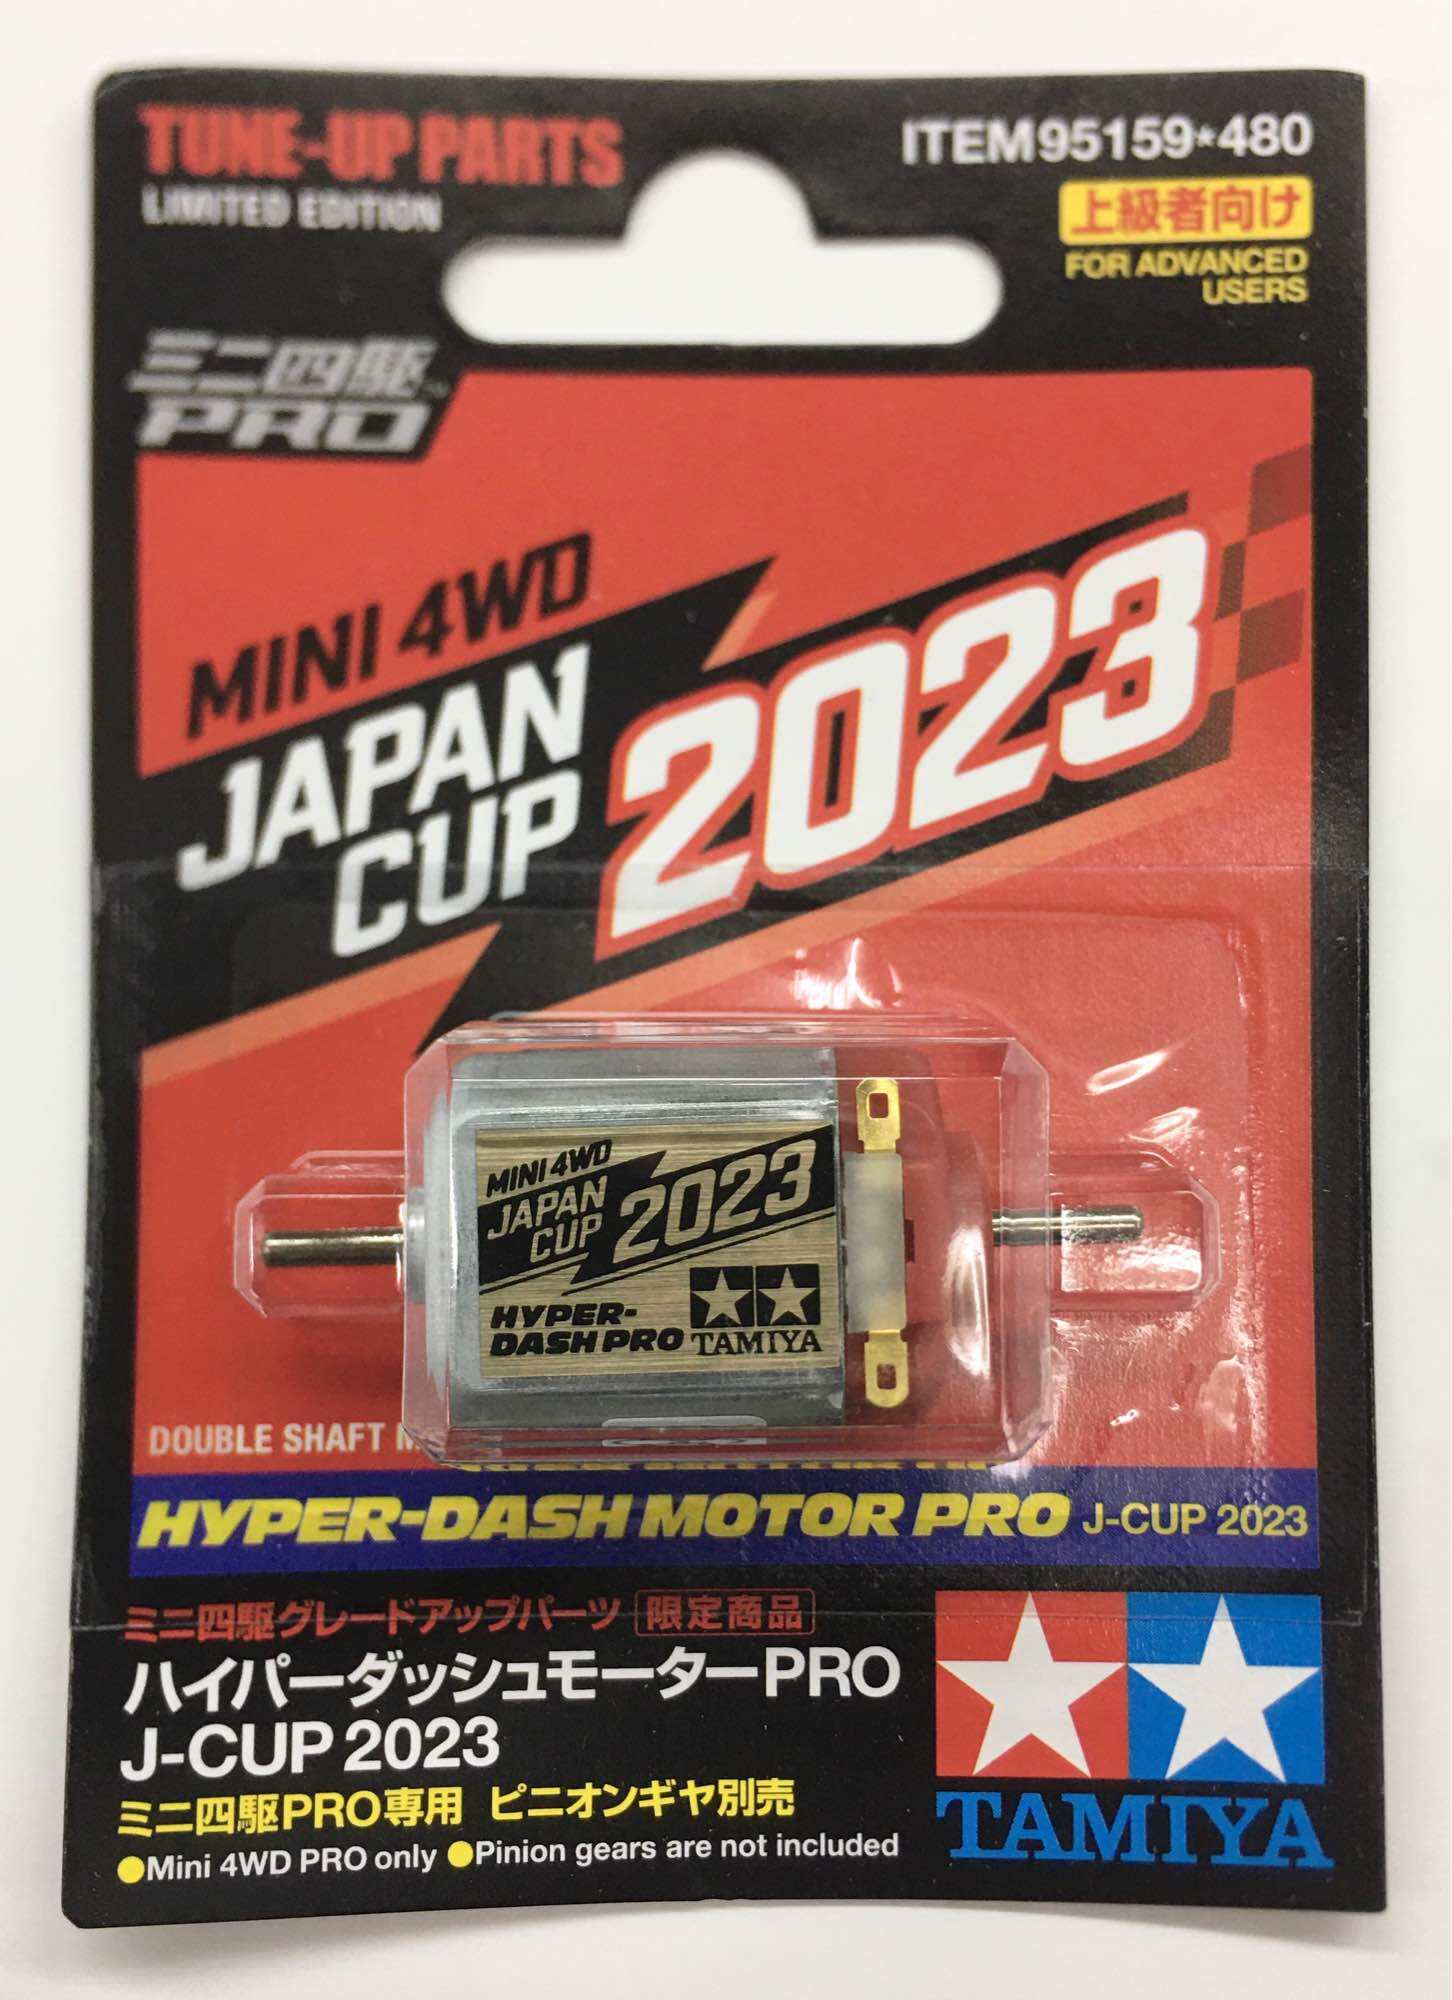 TUNE-UP PARTS
LIMITED EDITION
ITEM95159*480
上級者向け
FOR ADVANCED
USERS
ミニ四駆
PRO
MINI 4WD
JAPAN
CUP
2023
MINI 4WD
JAPAN
CUP
2023
HYPER-
DASH PRO
TAMIYA
DOUBLE SHAFT
HYPER-DASH MOTOR PRO J-CUP 2023
ミニ四駆グレードアップパーツ 限定商品
ハイパーダッシュモーターPRO
J-CUP 2023
ミニ四駆PRO専用 ピニオンギヤ別売
●Mini 4WD PRO only ●Pinion gears are not included
TAMIYA